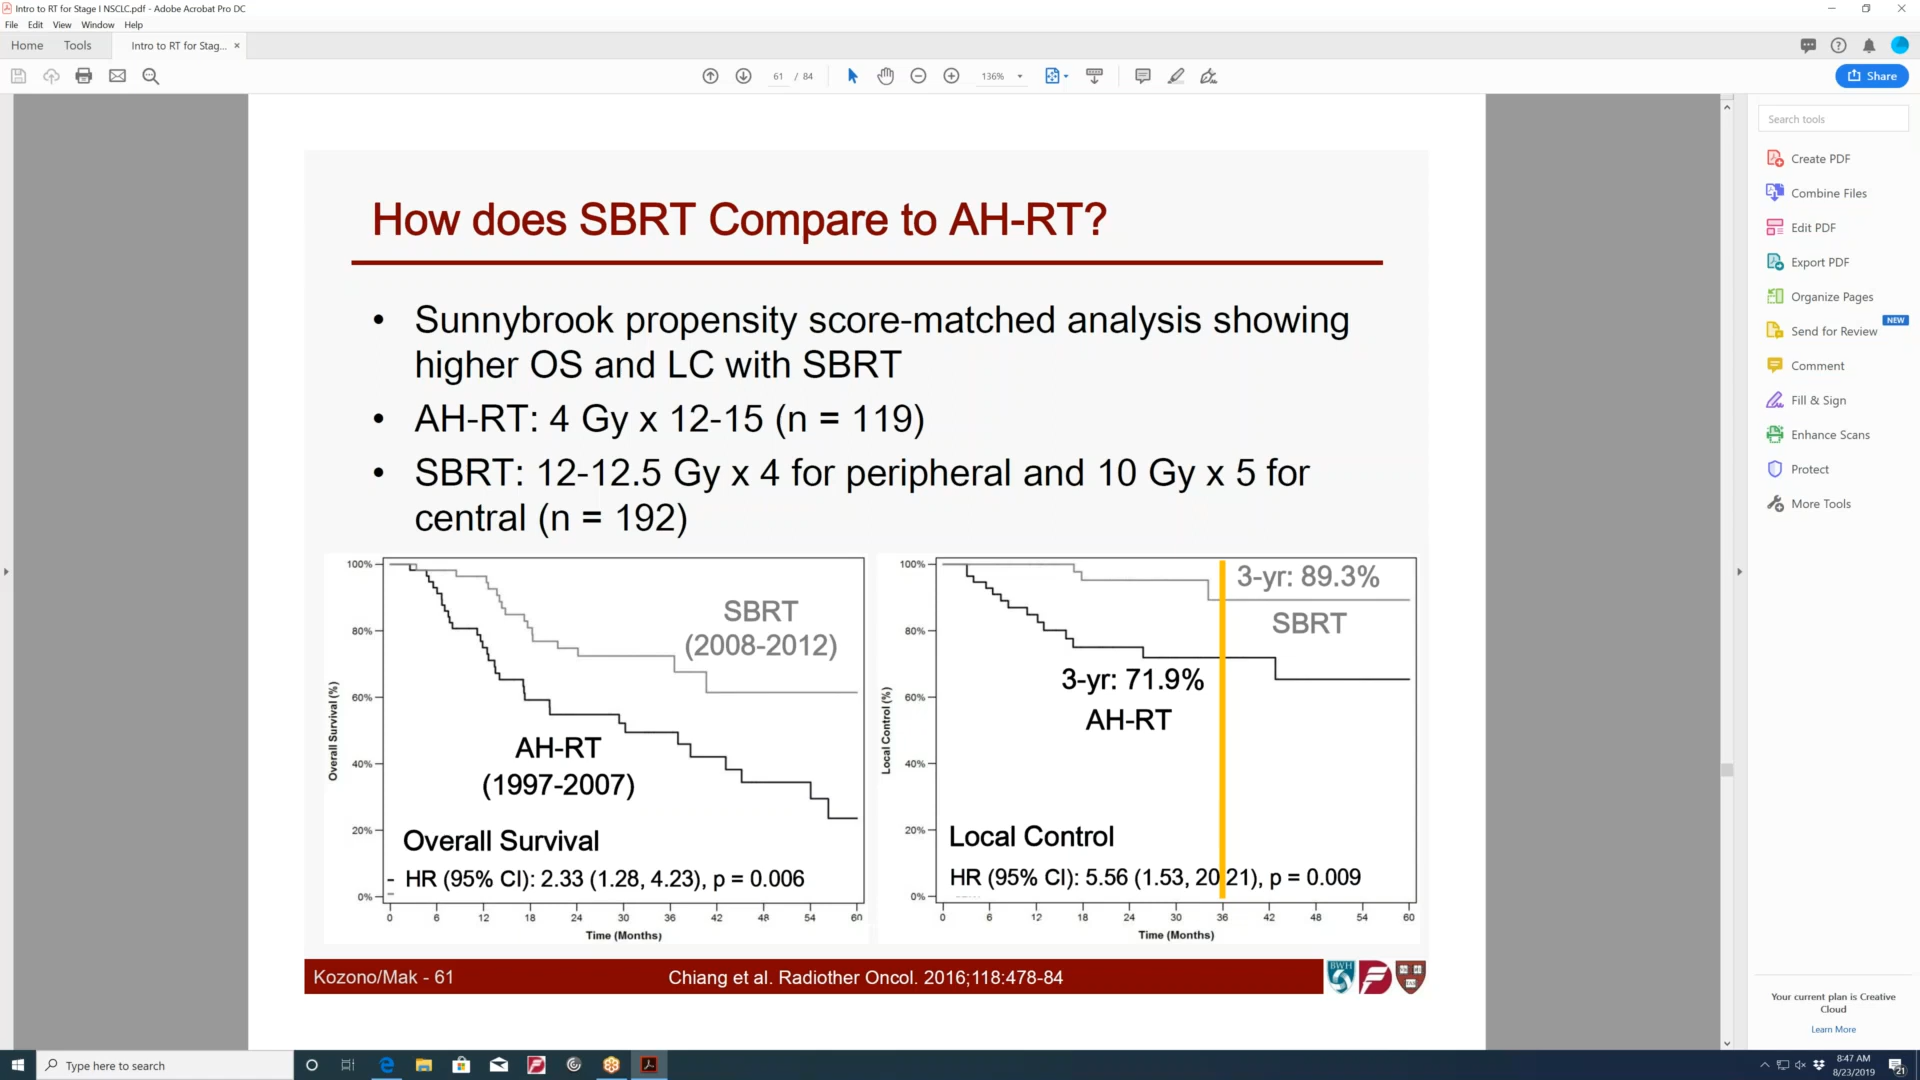 Intro to RT for Stage I NSCLC.pdf - Adobe Acrobat Pro DC
File Edit View Window Help
Home Tools Intro to RT for Stag... ×
61 / 84 136% Share
Search tools
Create PDF
Combine Files
Edit PDF
Export PDF
Organize Pages
Send for Review NEW
Comment
Fill & Sign
Enhance Scans
Protect
More Tools
How does SBRT Compare to AH-RT?
• Sunnybrook propensity score-matched analysis showing
higher OS and LC with SBRT
• AH-RT: 4 Gy x 12-15 (n = 119)
• SBRT: 12-12.5 Gy x 4 for peripheral and 10 Gy x 5 for
central (n = 192)
Overall Survival (%)
100%
80%
60%
40%
20%
0%
SBRT
(2008-2012)
AH-RT
(1997-2007)
Overall Survival
HR (95% CI): 2.33 (1.28, 4.23), p = 0.006
0 6 12 18 24 30 36 42 48 54 60
Time (Months)
Local Control (%)
100%
80%
60%
40%
20%
0%
3-yr: 89.3%
SBRT
3-yr: 71.9%
AH-RT
Local Control
HR (95% CI): 5.56 (1.53, 20.21), p = 0.009
0 6 12 18 24 30 36 42 48 54 60
Time (Months)
Kozono/Mak - 61 Chiang et al. Radiother Oncol. 2016;118:478-84
BWH
Your current plan is Creative
Cloud
Learn More
Type here to search
8:47 AM
8/23/2019
21